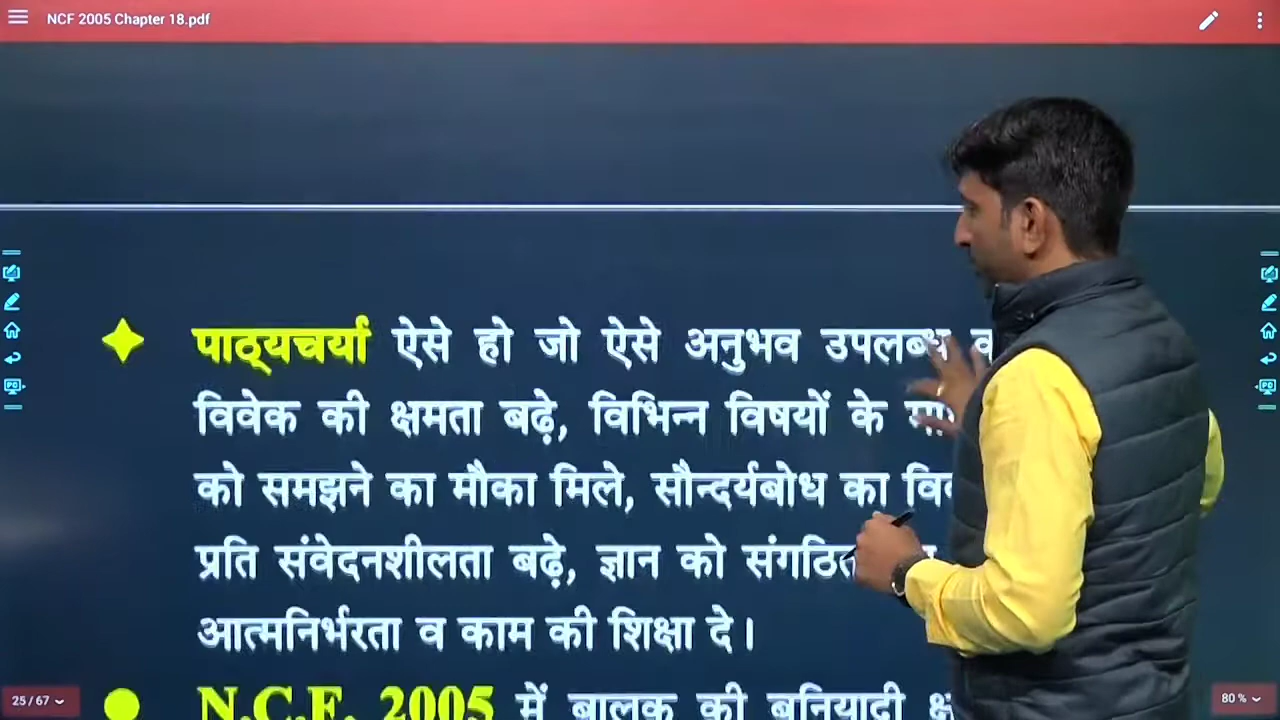 NCF 2005 Chapter 18.pdf
पाठ्यचर्या ऐसे हो जो ऐसे अनुभव उपलब्ध
विवेक की क्षमता बढ़े, विभिन्न विषयों के
को समझने का मौका मिले, सौन्दर्यबोध का
प्रति संवेदनशीलता बढ़े, ज्ञान को संगठित
आत्मनिर्भरता व काम की शिक्षा दे।
N.C.F. 2005 में बालक की बुनियादी
25 / 67
80 %